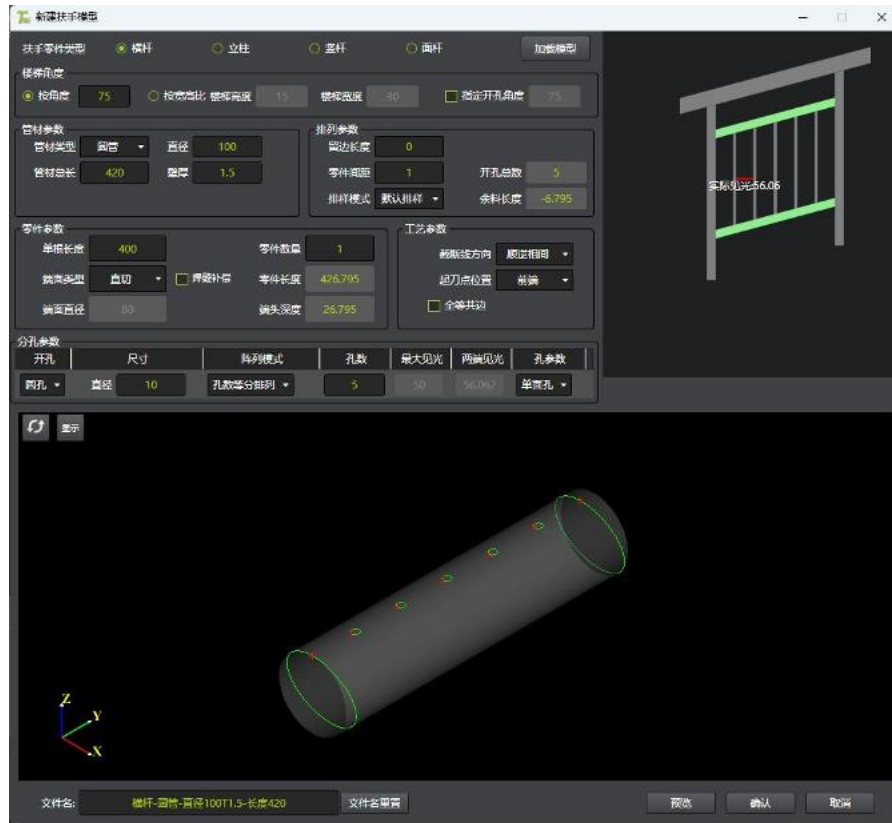 新建扶手模型
扶手零件类型 横杆 立柱 竖杆 面杆 加载模型
楼梯角度
按角度 75 按宽高比 楼梯高度 15 楼梯宽度 30 指定开孔角度 75
管材参数 排列参数
管材类型 圆管 直径 100 留边长度 0
管材总长 420 壁厚 1.5 零件间距 1 开孔总数 5
排样模式 默认排样 余料长度 -6.795
实际见光:56.06
零件参数 工艺参数
单根长度 400 零件数量 1 截断线方向 顺逆相间
端面类型 直切 焊缝补偿 零件长度 426.795 起刀点位置 前端
端面直径 80 端头深度 26.795 全等共边
分孔参数
开孔 尺寸 阵列模式 孔数 最大见光 两端见光 孔参数
圆孔 直径 10 孔数等分排列 5 50 56.062 单面孔
显示
Z
Y
X
文件名: 横杆-圆管-直径100T1.5-长度420 文件名重置 预览 确认 取消